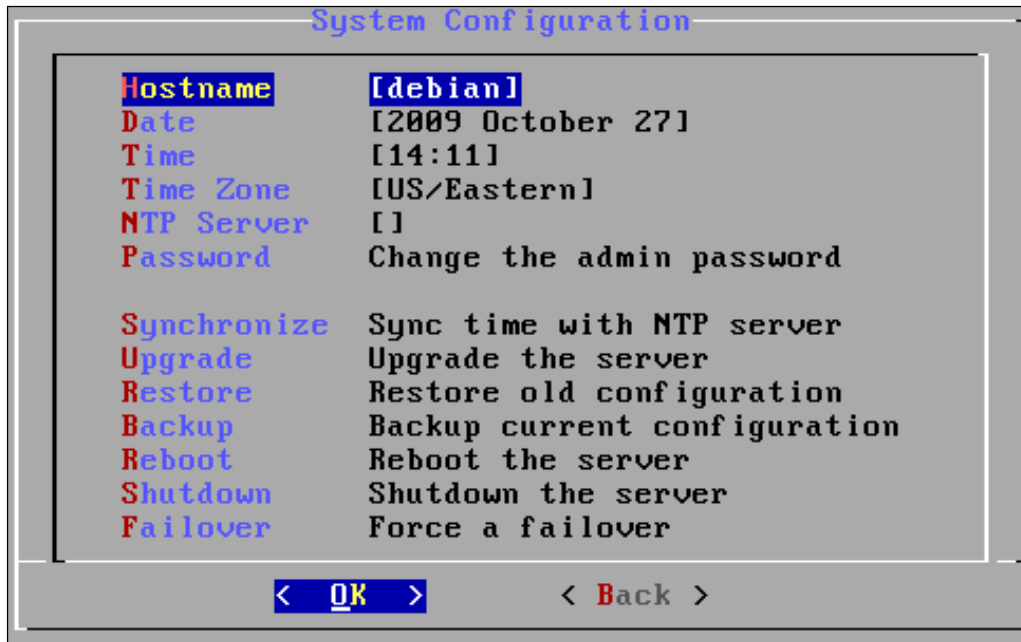 System Configuration
Hostname [debian]
Date [2009 October 27]
Time [14:11]
Time Zone [US/Eastern]
NTP Server []
Password Change the admin password
Synchronize Sync time with NTP server
Upgrade Upgrade the server
Restore Restore old configuration
Backup Backup current configuration
Reboot Reboot the server
Shutdown Shutdown the server
Failover Force a failover
< OK > < Back >